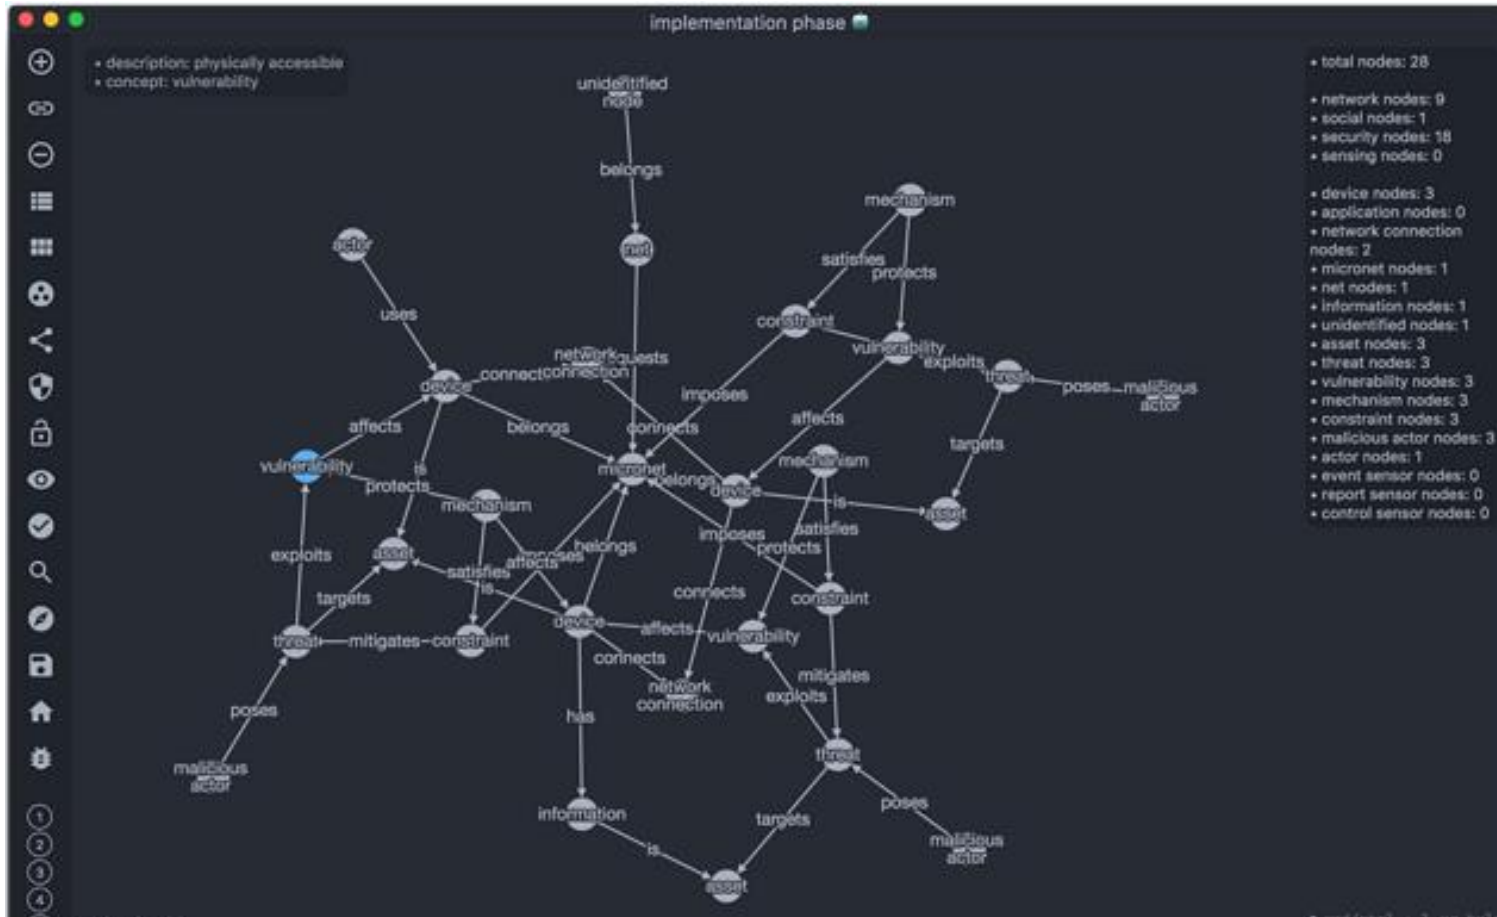 implementation phase
• description: physically accessible
• concept: vulnerability
• total nodes: 28
• network nodes: 9
• social nodes: 1
• security nodes: 18
• sensing nodes: 0
• device nodes: 3
• application nodes: 0
• network connection
nodes: 2
• micronet nodes: 1
• net nodes: 1
• information nodes: 1
• unidentified nodes: 1
• asset nodes: 3
• threat nodes: 3
• vulnerability nodes: 3
• mechanism nodes: 3
• constraint nodes: 3
• malicious actor nodes: 3
• actor nodes: 1
• event sensor nodes: 0
• report sensor nodes: 0
• control sensor nodes: 0
unidentified
node
belongs
mechanism
actor
net
satisfies
protects
uses
constraint
vulnerability
exploits
network
connection
connects
device
threat
poses
malicious
actor
imposes
affects
belongs
connects
affects
targets
vulnerability
is
micronet
belongs
mechanism
protects
device
is
asset
mechanism
imposes
satisfies
protects
exploits
asset
belongs
imposes
affects
satisfies
is
targets
connects
constraint
threat
mitigates
constraint
device
affects
vulnerability
connects
mitigates
network
connection
exploits
poses
has
threat
malicious
actor
information
targets
poses
is
malicious
actor
asset
1
2
3
4